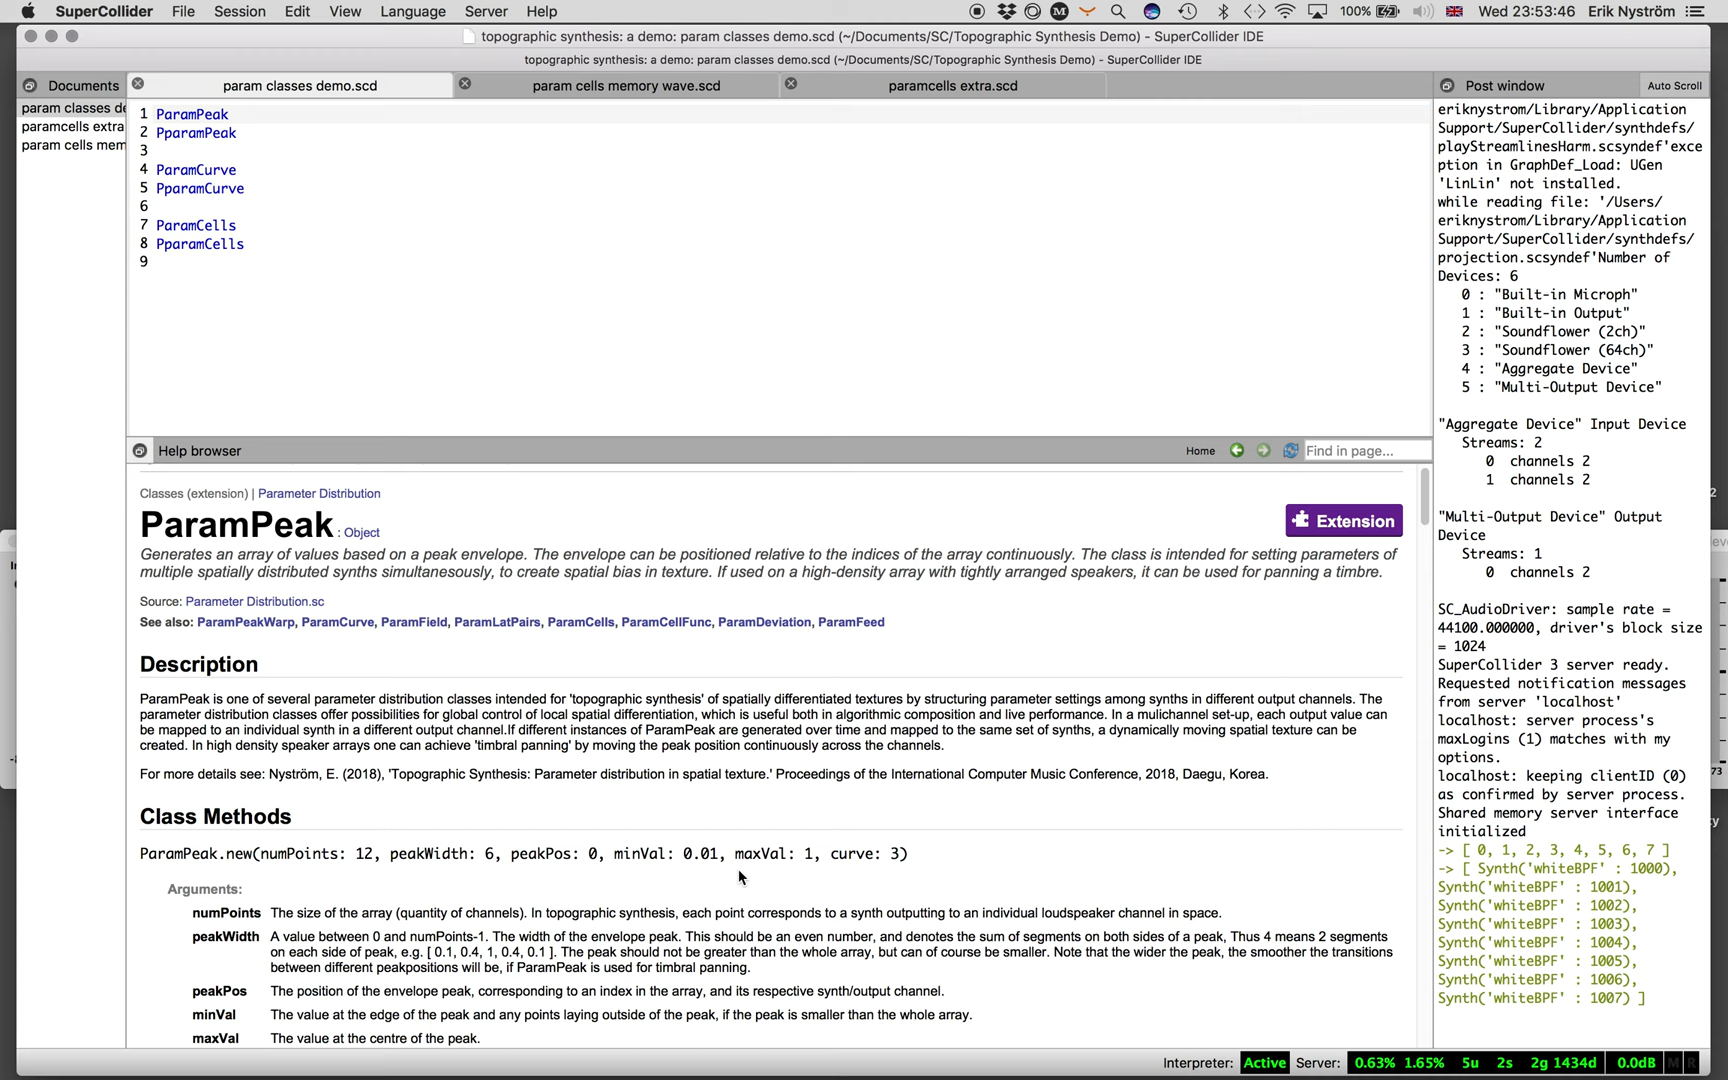 SuperCollider File Session Edit View Language Server Help 100% Wed 23:53:46 Erik Nyström
topographic synthesis: a demo: param classes demo.scd (~/Documents/SC/Topographic Synthesis Demo) - SuperCollider IDE
topographic synthesis: a demo: param classes demo.scd (~/Documents/SC/Topographic Synthesis Demo) - SuperCollider IDE
Documents
param classes de
paramcells extra
param cells mem
param classes demo.scd param cells memory wave.scd paramcells extra.scd
1 ParamPeak
2 PparamPeak
3
4 ParamCurve
5 PparamCurve
6
7 ParamCells
8 PparamCells
9
Help browser Home Find in page...
Classes (extension) | Parameter Distribution
ParamPeak : Object
Extension
Generates an array of values based on a peak envelope. The envelope can be positioned relative to the indices of the array continuously. The class is intended for setting parameters of
multiple spatially distributed synths simultanesously, to create spatial bias in texture. If used on a high-density array with tightly arranged speakers, it can be used for panning a timbre.
Source: Parameter Distribution.sc
See also: ParamPeakWarp, ParamCurve, ParamField, ParamLatPairs, ParamCells, ParamCellFunc, ParamDeviation, ParamFeed
Description
ParamPeak is one of several parameter distribution classes intended for 'topographic synthesis' of spatially differentiated textures by structuring parameter settings among synths in different output channels. The
parameter distribution classes offer possibilities for global control of local spatial differentiation, which is useful both in algorithmic composition and live performance. In a mulichannel set-up, each output value can
be mapped to an individual synth in a different output channel.If different instances of ParamPeak are generated over time and mapped to the same set of synths, a dynamically moving spatial texture can be
created. In high density speaker arrays one can achieve 'timbral panning' by moving the peak position continuously across the channels.
For more details see: Nyström, E. (2018), 'Topographic Synthesis: Parameter distribution in spatial texture.' Proceedings of the International Computer Music Conference, 2018, Daegu, Korea.
Class Methods
ParamPeak.new(numPoints: 12, peakWidth: 6, peakPos: 0, minVal: 0.01, maxVal: 1, curve: 3)
Arguments:
numPoints The size of the array (quantity of channels). In topographic synthesis, each point corresponds to a synth outputting to an individual loudspeaker channel in space.
peakWidth A value between 0 and numPoints-1. The width of the envelope peak. This should be an even number, and denotes the sum of segments on both sides of a peak, Thus 4 means 2 segments
on each side of peak, e.g. [ 0.1, 0.4, 1, 0.4, 0.1 ]. The peak should not be greater than the whole array, but can of course be smaller. Note that the wider the peak, the smoother the transitions
between different peakpositions will be, if ParamPeak is used for timbral panning.
peakPos The position of the envelope peak, corresponding to an index in the array, and its respective synth/output channel.
minVal The value at the edge of the peak and any points laying outside of the peak, if the peak is smaller than the whole array.
maxVal The value at the centre of the peak.
Post window Auto Scroll
eriknystrom/Library/Application
Support/SuperCollider/synthdefs/
playStreamlinesHarm.scsyndef'exce
ption in GraphDef_Load: UGen
'LinLin' not installed.
while reading file: '/Users/
eriknystrom/Library/Application
Support/SuperCollider/synthdefs/
projection.scsyndef'Number of
Devices: 6
0 : "Built-in Microph"
1 : "Built-in Output"
2 : "Soundflower (2ch)"
3 : "Soundflower (64ch)"
4 : "Aggregate Device"
5 : "Multi-Output Device"
"Aggregate Device" Input Device
Streams: 2
0 channels 2
1 channels 2
"Multi-Output Device" Output
Device
Streams: 1
0 channels 2
SC_AudioDriver: sample rate =
44100.000000, driver's block size
= 1024
SuperCollider 3 server ready.
Requested notification messages
from server 'localhost'
localhost: server process's
maxLogins (1) matches with my
options.
localhost: keeping clientID (0)
as confirmed by server process.
Shared memory server interface
initialized
-> [ 0, 1, 2, 3, 4, 5, 6, 7 ]
-> [ Synth('whiteBPF' : 1000),
Synth('whiteBPF' : 1001),
Synth('whiteBPF' : 1002),
Synth('whiteBPF' : 1003),
Synth('whiteBPF' : 1004),
Synth('whiteBPF' : 1005),
Synth('whiteBPF' : 1006),
Synth('whiteBPF' : 1007) ]
Interpreter: Active Server: 0.63% 1.65% 5u 2s 2g 1434d 0.0dB M R